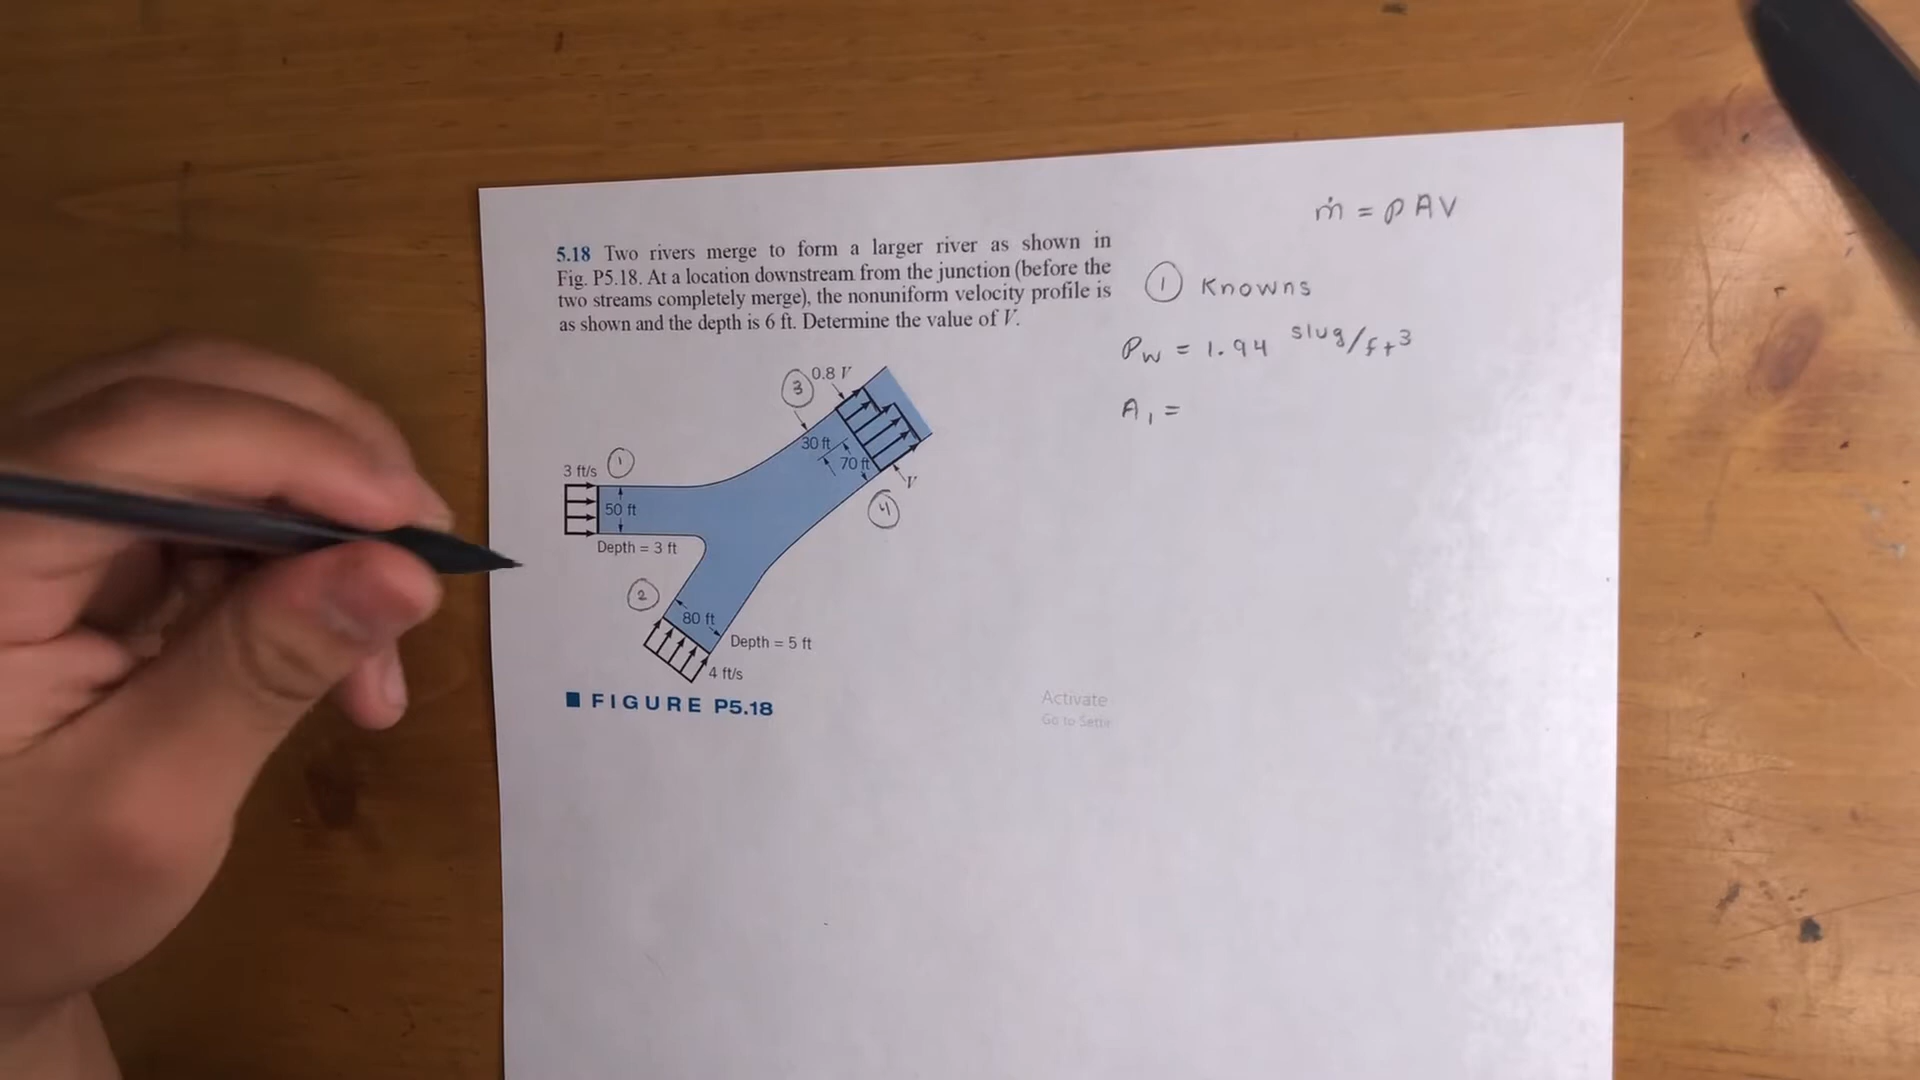 5.18 Two rivers merge to form a larger river as shown in
Fig. P5.18. At a location downstream from the junction (before the
two streams completely merge), the nonuniform velocity profile is
as shown and the depth is 6 ft. Determine the value of V.
ṁ = ρAV
① Knowns
ρw = 1.94 slug/ft³
A₁ =
③
0.8 V
30 ft
70 ft
V
④
3 ft/s
①
50 ft
Depth = 3 ft
②
80 ft
Depth = 5 ft
4 ft/s
FIGURE P5.18
Activate
Go to Settin